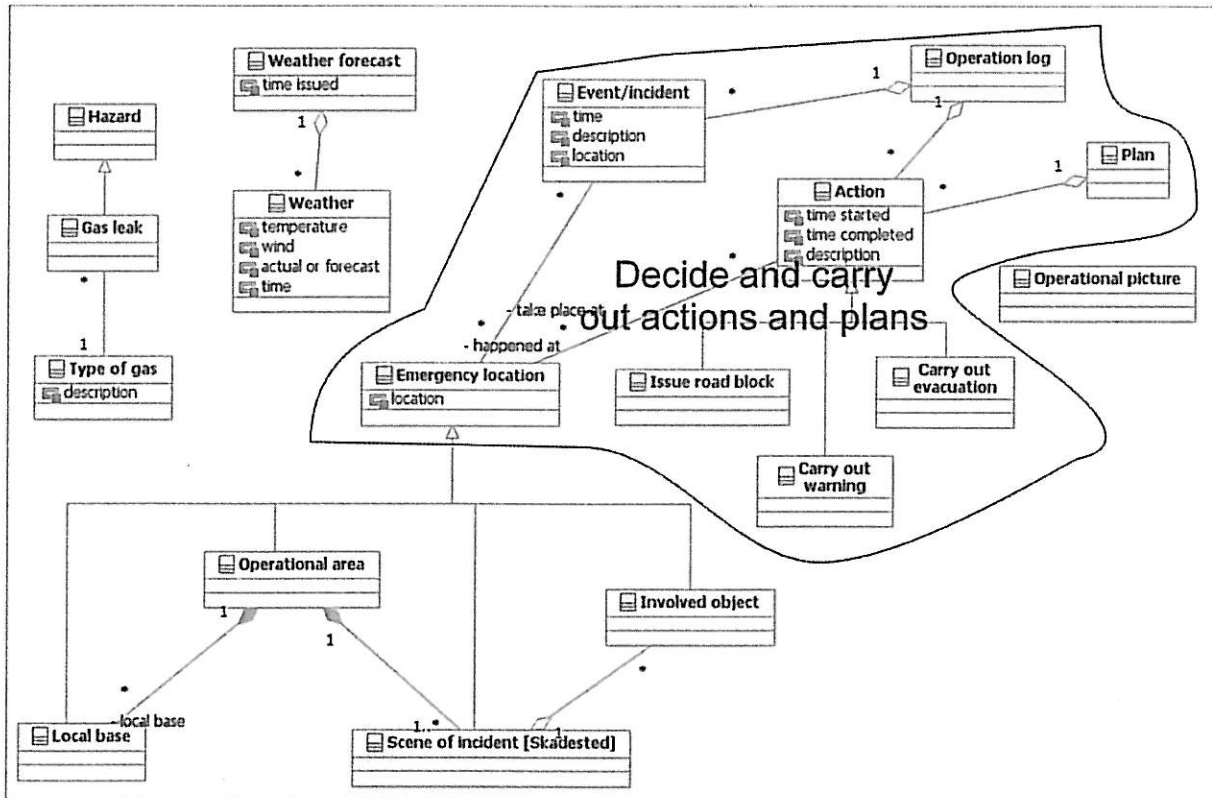 Weather forecast
time issued
1
*
Weather
temperature
wind
actual or forecast
time
Hazard
Gas leak
*
1
Type of gas
description
Event/incident
time
description
location
*
1
Operation log
1
*
Plan
1
*
Action
time started
time completed
description
*
*
Decide and carry
out actions and plans
- take place at
*
*
- happened at
Operational picture
Emergency location
location
Issue road block
Carry out
evacuation
Carry out
warning
Operational area
1
1
Involved object
*
*
-local base
Local base
1..*
1
Scene of incident [Skadested]